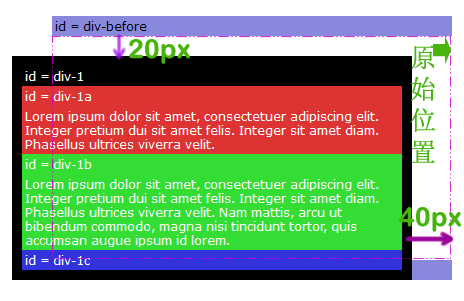 id = div-before
20px
原始位置
id = div-1
id = div-1a
Lorem ipsum dolor sit amet, consectetuer adipiscing elit.
Integer pretium dui sit amet felis. Integer sit amet diam.
Phasellus ultrices viverra velit.
id = div-1b
Lorem ipsum dolor sit amet, consectetuer adipiscing elit.
Integer pretium dui sit amet felis. Integer sit amet diam.
Phasellus ultrices viverra velit. Nam mattis, arcu ut
bibendum commodo, magna nisi tincidunt tortor, quis
accumsan augue ipsum id lorem.
40px
id = div-1c